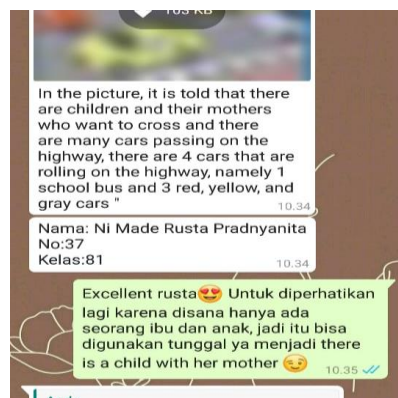 103 KB
In the picture, it is told that there
are children and their mothers
who want to cross and there
are many cars passing on the
highway, there are 4 cars that are
rolling on the highway, namely 1
school bus and 3 red, yellow, and
gray cars "
10.34
Nama: Ni Made Rusta Pradnyanita
No:37
Kelas:81
10.34
Excellent rusta😍 Untuk diperhatikan
lagi karena disana hanya ada
seorang ibu dan anak, jadi itu bisa
digunakan tunggal ya menjadi there
is a child with her mother 😉
10.35